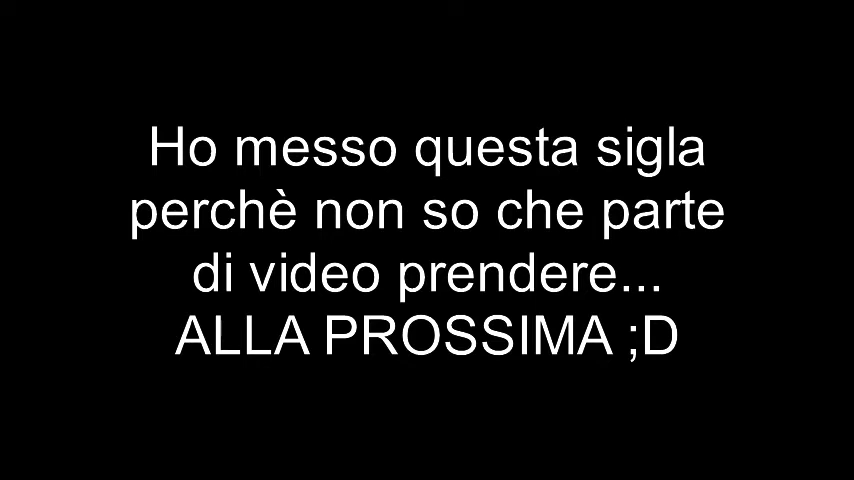 Ho messo questa sigla
perchè non so che parte
di video prendere...
ALLA PROSSIMA ;D